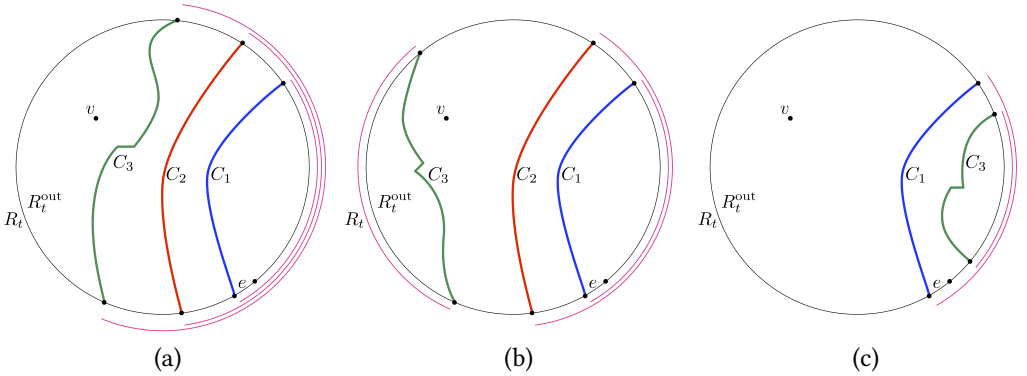 v
C₃
C₂
C₁
R_t^out
R_t
e
(a)
v
C₃
C₂
C₁
R_t^out
R_t
e
(b)
v
C₁
C₃
R_t^out
R_t
e
(c)